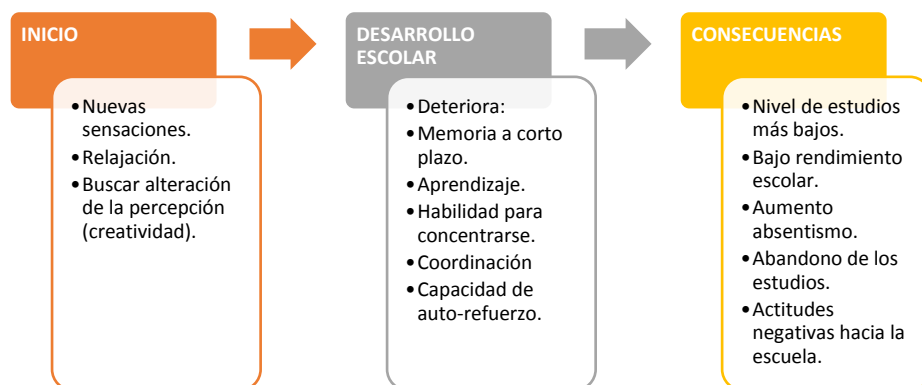 INICIO
• Nuevas
sensaciones.
• Relajación.
• Buscar alteración
de la percepción
(creatividad).
DESARROLLO
ESCOLAR
• Deteriora:
• Memoria a corto
plazo.
• Aprendizaje.
• Habilidad para
concentrarse.
• Coordinación
• Capacidad de
auto-refuerzo.
CONSECUENCIAS
• Nivel de estudios
más bajos.
• Bajo rendimiento
escolar.
• Aumento
absentismo.
• Abandono de los
estudios.
• Actitudes
negativas hacia la
escuela.